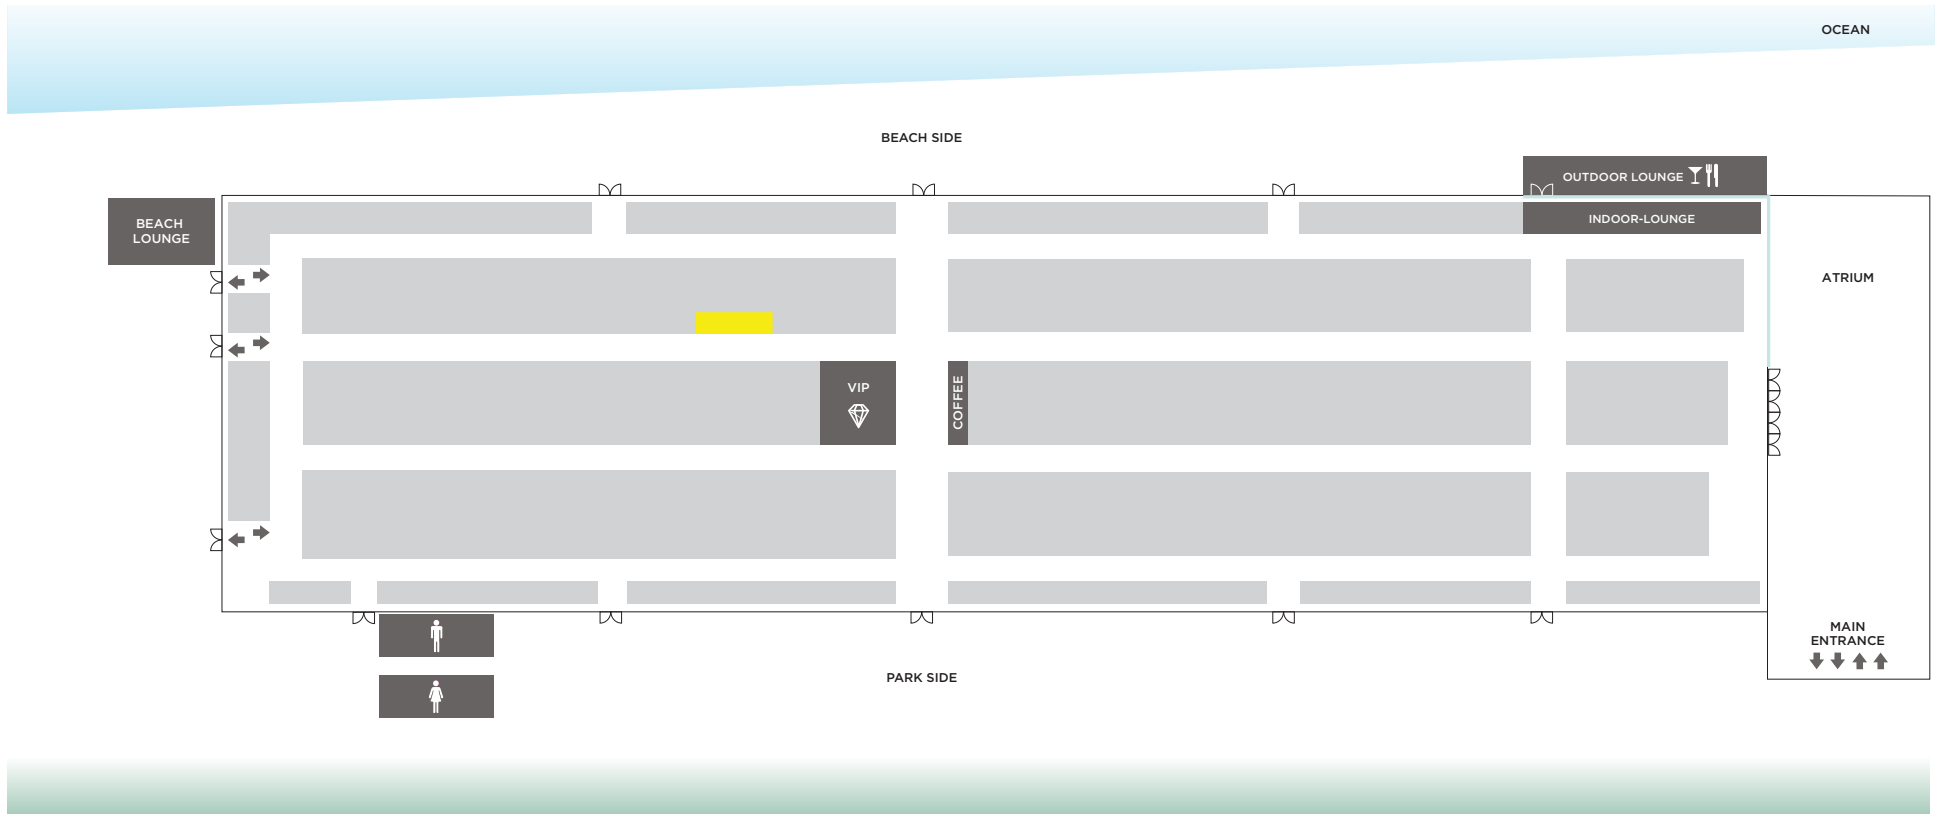 OCEAN
BEACH SIDE
OUTDOOR LOUNGE
BEACH
LOUNGE
INDOOR-LOUNGE
ATRIUM
VIP
COFFEE
MAIN
ENTRANCE
PARK SIDE